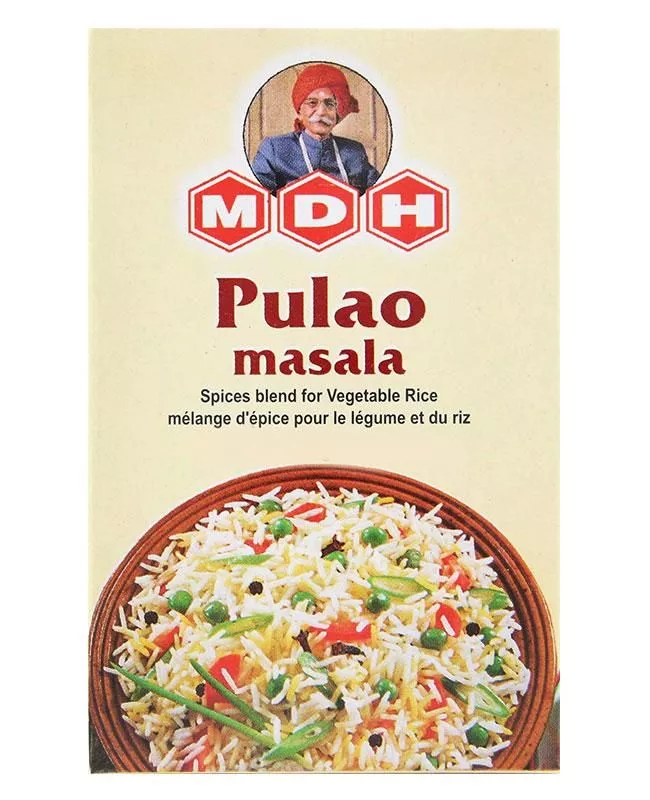 MDH
Pulao
masala
Spices blend for Vegetable Rice
mélange d'épice pour le légume et du riz